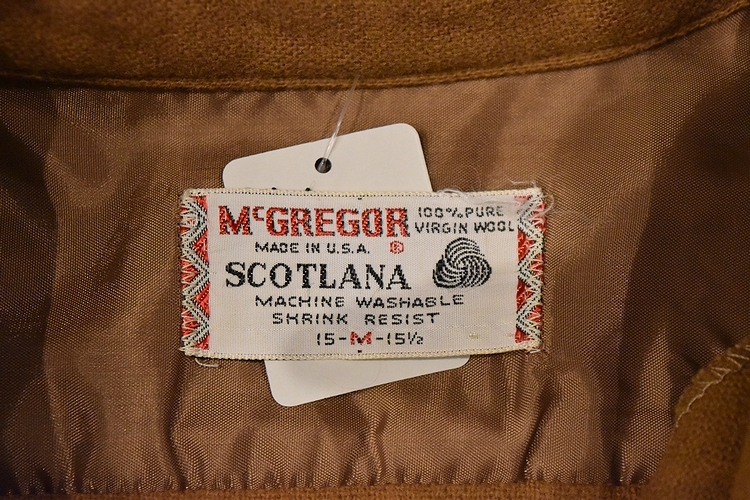 McGREGOR 100% PURE
VIRGIN WOOL
MADE IN U.S.A. ®
SCOTLANA
MACHINE WASHABLE
SHRINK RESIST
15-M-15½